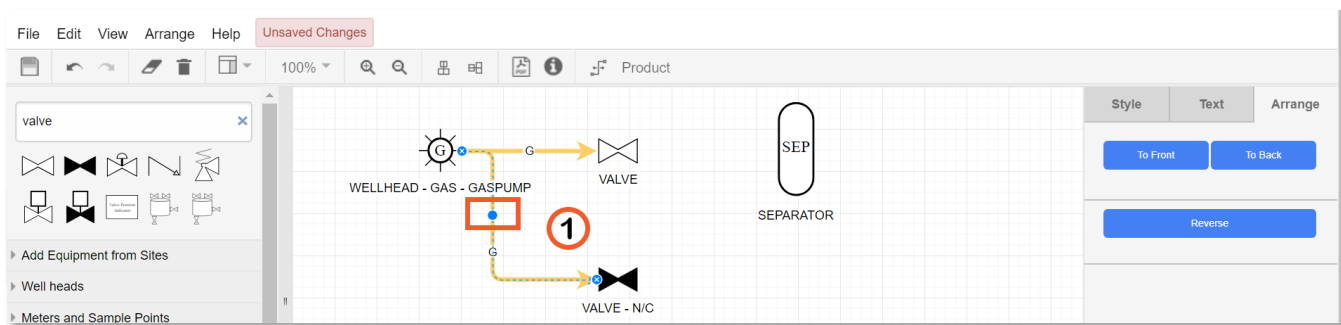 File Edit View Arrange Help Unsaved Changes
100% PDF Product
valve
Valve Position
Indicator
Add Equipment from Sites
Well heads
Meters and Sample Points
G G
VALVE
WELLHEAD - GAS - GASPUMP
1
G
VALVE - N/C
SEP
SEPARATOR
Style Text Arrange
To Front To Back
Reverse